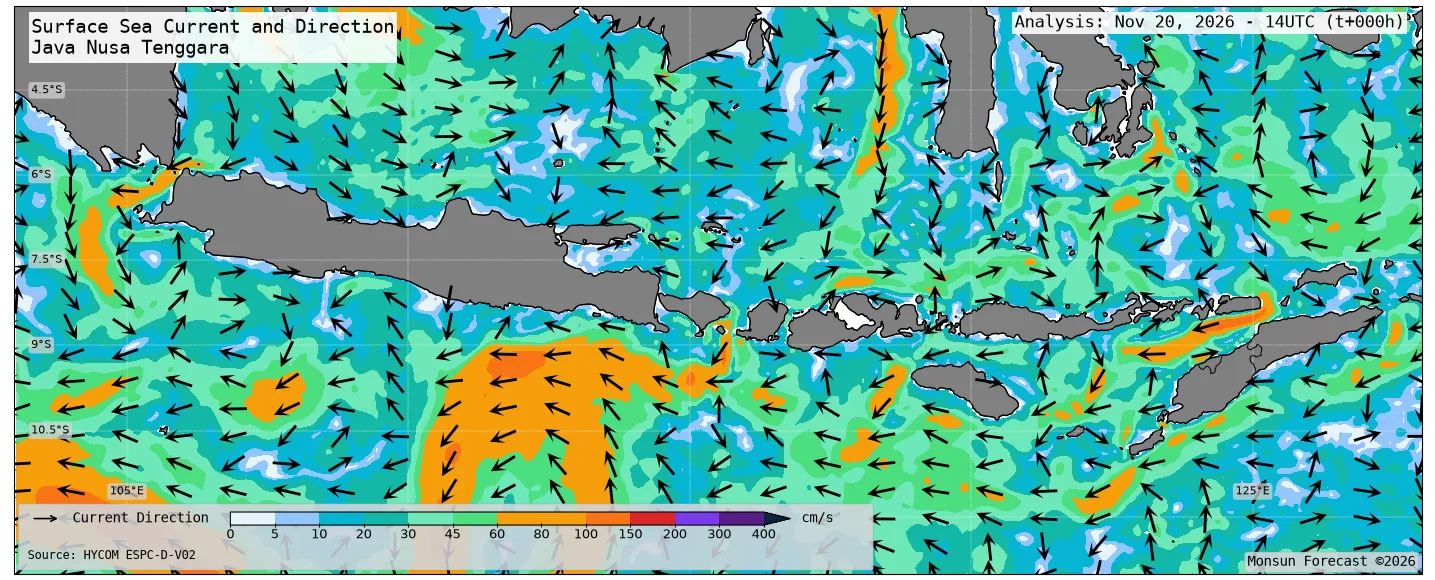 Surface Sea Current and Direction
Java Nusa Tenggara
Analysis: Nov 20, 2026 - 14UTC (t+000h)
4.5°S
6°S
7.5°S
9°S
10.5°S
105°E
125°E
Current Direction
0 5 10 20 30 45 60 80 100 150 200 300 400 cm/s
Source: HYCOM ESPC-D-V02
Monsun Forecast ©2026